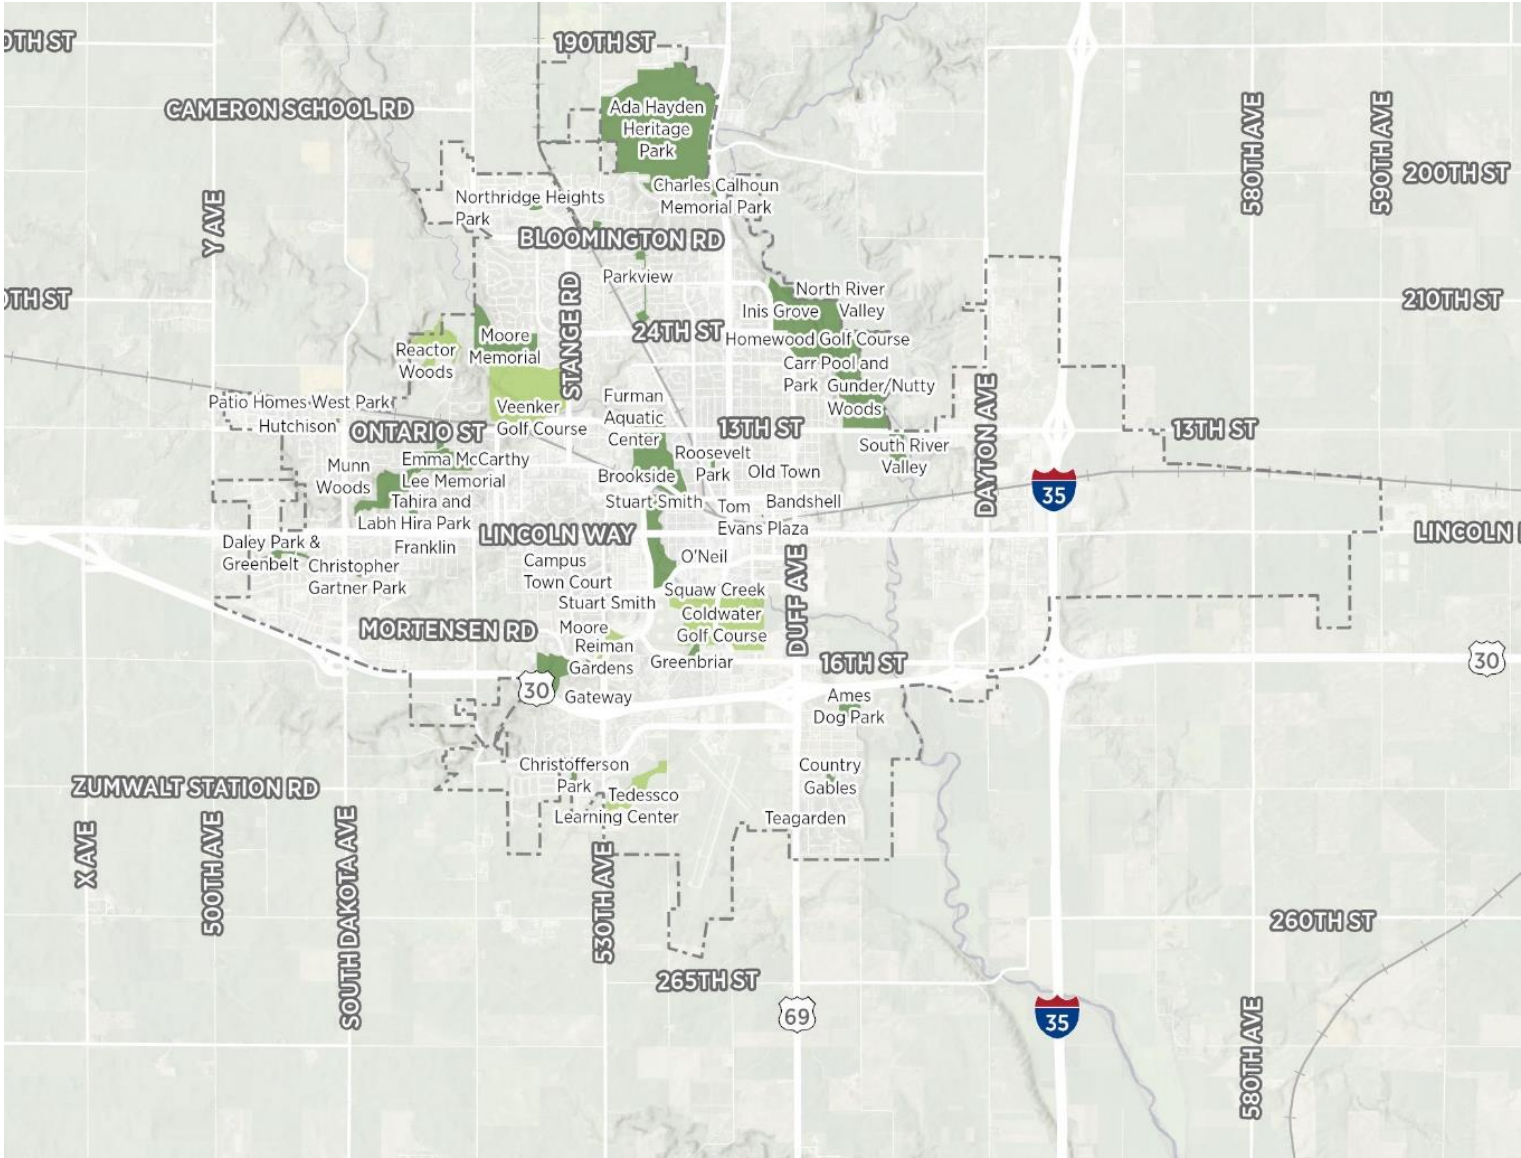 0TH ST
190TH ST
CAMERON SCHOOL RD
Ada Hayden
Heritage
Park
580TH AVE
590TH AVE
200TH ST
Y AVE
Northridge Heights
Park
Charles Calhoun
Memorial Park
BLOOMINGTON RD
Parkview
STANGE RD
North River
Valley
Inis Grove
0TH ST
210TH ST
24TH ST
Homewood Golf Course
Moore
Memorial
Reactor
Woods
Carr Pool and
Park
Gunder/Nutty
Woods
DAYTON AVE
Patio Homes West Park
Hutchison
Veenker
Golf Course
Furman
Aquatic
Center
ONTARIO ST
13TH ST
13TH ST
South River
Valley
Munn
Woods
Emma McCarthy
Lee Memorial
Tahira and
Labh Hira Park
Brookside
Roosevelt
Park
Old Town
Stuart Smith
Tom
Evans Plaza
Bandshell
35
LINCOLN WAY
LINCOLN
Daley Park &
Greenbelt
Christopher
Gartner Park
Franklin
Campus
Town Court
O'Neil
DUFF AVE
Stuart Smith
Squaw Creek
Coldwater
Golf Course
MORTENSEN RD
Moore
Reiman
Gardens
Greenbriar
16TH ST
30
30
Gateway
Ames
Dog Park
Christofferson
Park
Country
Gables
ZUMWALT STATION RD
Tedessco
Learning Center
Teagarden
X AVE
500TH AVE
SOUTH DAKOTA AVE
530TH AVE
260TH ST
265TH ST
69
35
580TH AVE